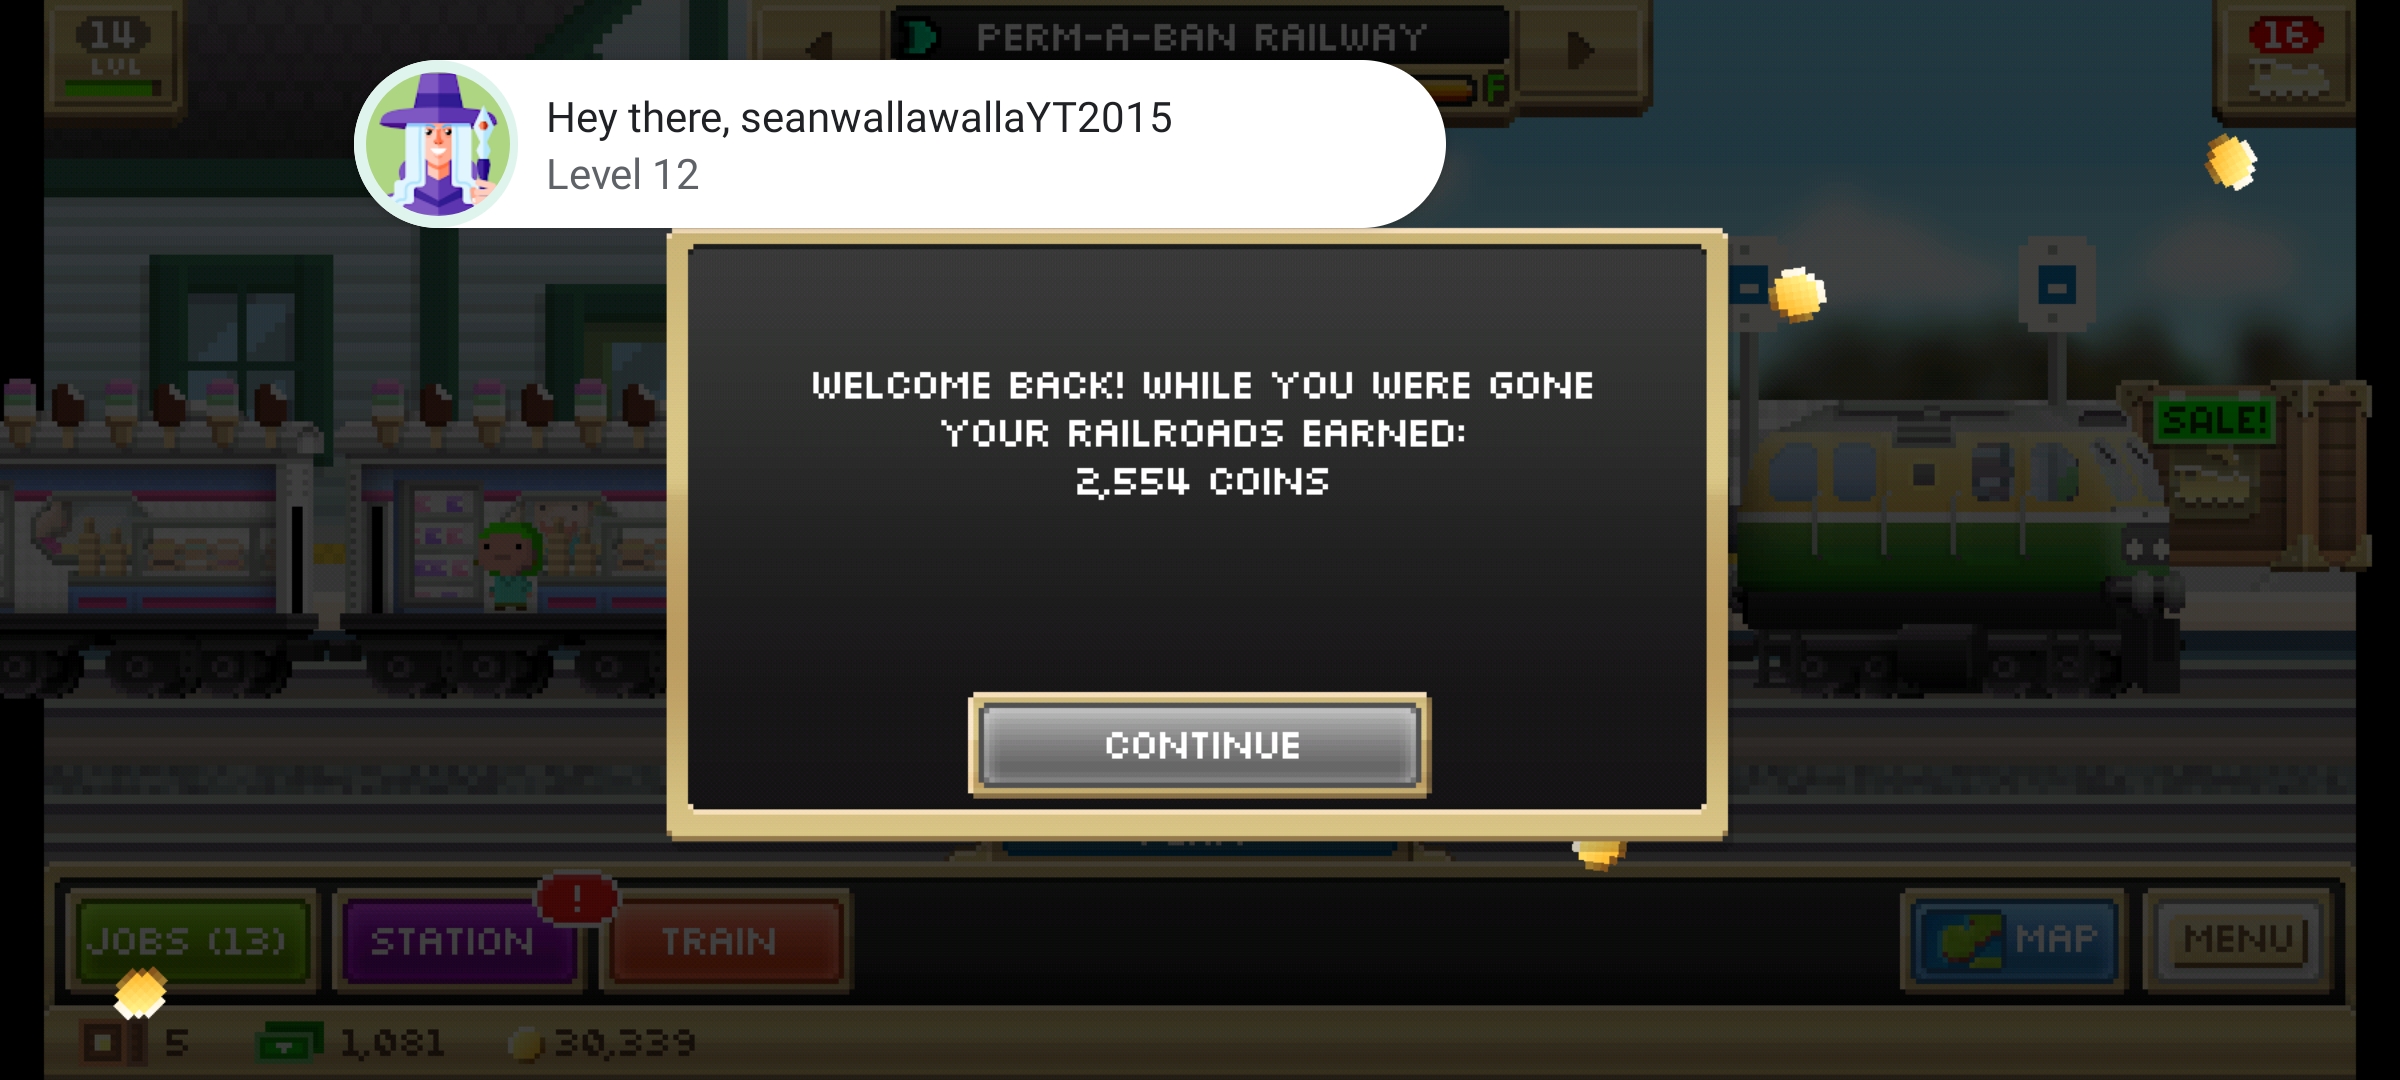 14
LVL
PERM-A-BAN RAILWAY
F
16
Hey there, seanwallawallaYT2015
Level 12
WELCOME BACK! WHILE YOU WERE GONE
YOUR RAILROADS EARNED:
2,554 COINS
SALE!
CONTINUE
JOBS (13)
STATION
!
TRAIN
MAP
MENU
5
1,081
30,339